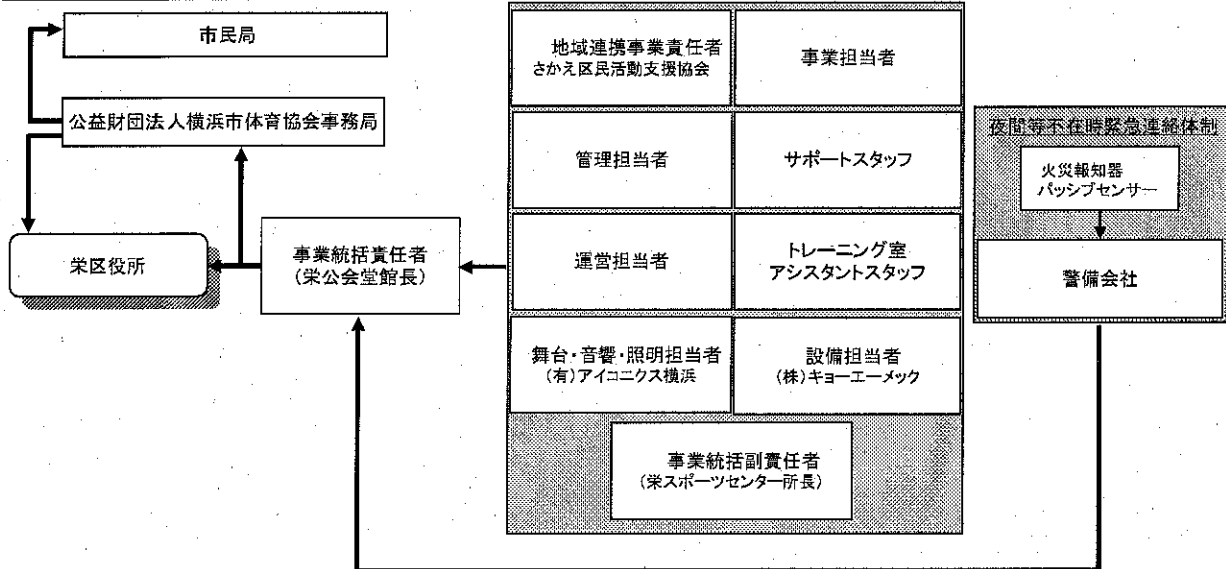 市民局
公益財団法人横浜市体育協会事務局
栄区役所
事業統括責任者
(栄公会堂館長)
地域連携事業責任者
さかえ区民活動支援協会
事業担当者
管理担当者
サポートスタッフ
運営担当者
トレーニング室
アシスタントスタッフ
舞台・音響・照明担当者
(有)アイコニクス横浜
設備担当者
(株)キョーエーメック
事業統括副責任者
(栄スポーツセンター所長)
夜間等不在時緊急連絡体制
火災報知器
パッシブセンサー
警備会社